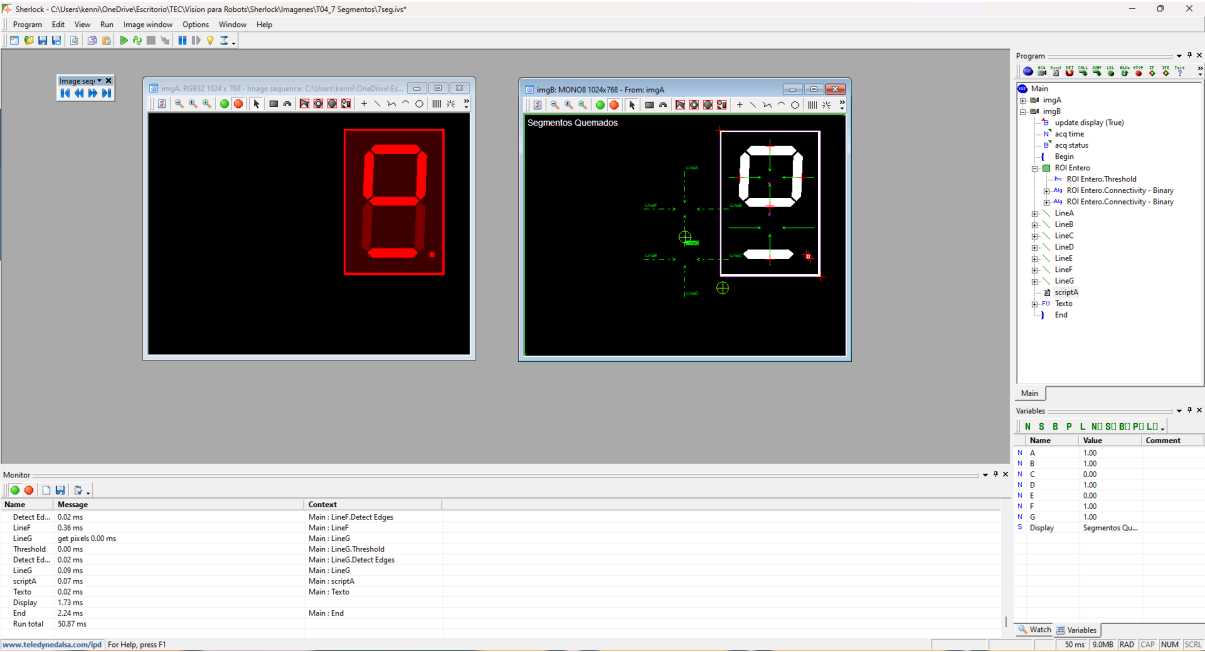 Sherlock - C:\Users\kenni\OneDrive\Escritorio\TEC\Vision para Robots\Sherlock\Imagenes\T04_7 Segmentos\7seg.ivs*
Program Edit View Run Image window Options Window Help
Image seq
imgA: RGB32 1024 x 768 - Image sequence: C:\Users\kenni\OneDrive\Es...
imgB: MONO8 1024x768 - From: imgA
Segmentos Quemados
LineA
LineF LineB
LineG
LineE LineC
LineD
Program
Main
imgA
imgB
update display (True)
acq time
acq status
Begin
ROI Entero
ROI Entero.Threshold
ROI Entero.Connectivity - Binary
ROI Entero.Connectivity - Binary
LineA
LineB
LineC
LineD
LineE
LineF
LineG
scriptA
Texto
End
Main
Variables
N S B P L N[] S[] B[] P[] L[]
Name Value Comment
N A 1.00
N B 1.00
N C 0.00
N D 1.00
N E 0.00
N F 1.00
N G 1.00
S Display Segmentos Qu...
Watch Variables
Monitor
Name Message Context
Detect Ed... 0.02 ms Main : LineF.Detect Edges
LineF 0.36 ms Main : LineF
LineG get pixels 0.00 ms Main : LineG
Threshold 0.00 ms Main : LineG.Threshold
Detect Ed... 0.02 ms Main : LineG.Detect Edges
LineG 0.09 ms Main : LineG
scriptA 0.07 ms Main : scriptA
Texto 0.02 ms Main : Texto
Display 1.73 ms
End 2.24 ms Main : End
Run total 50.87 ms
www.teledynedalsa.com/ipd For Help, press F1
50 ms 9.0MB RAD CAP NUM SCRL